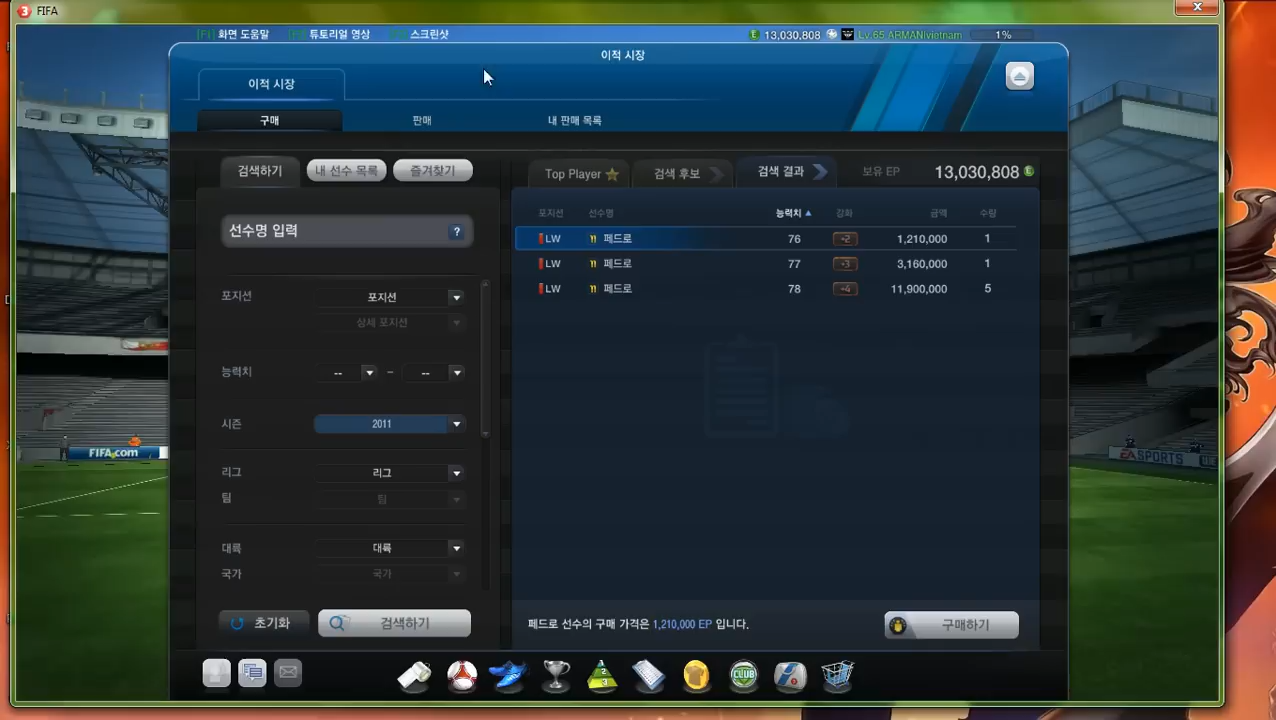 FIFA
[F1] 화면 도움말 튜토리얼 영상 스크린샷 13,030,808 Lv.65 ARMANIvietnam 1%
이적 시장
이적 시장
구매 판매 내 판매 목록
검색하기 내 선수 목록 즐겨찾기 Top Player 검색 후보 검색 결과 보유 EP 13,030,808
선수명 입력 ?
포지션 선수명 능력치 강화 금액 수량
LW 11 페드로 76 +2 1,210,000 1
LW 11 페드로 77 +3 3,160,000 1
LW 11 페드로 78 +4 11,900,000 5
포지션 포지션
상세 포지션
능력치 -- – --
시즌 2011
리그 리그
팀 팀
대륙 대륙
국가 국가
초기화 검색하기
페드로 선수의 구매 가격은 1,210,000 EP 입니다. 구매하기
FIFA.com
EA SPORTS
CLUB